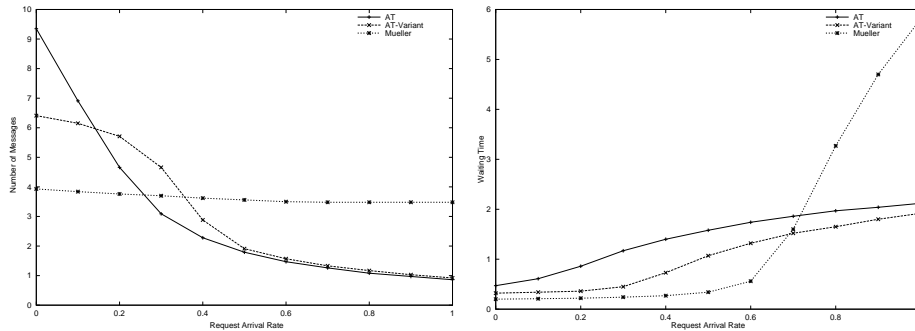 10
9
8
7
6
5
4
3
2
1
0
Number of Messages
0
0.2
0.4
0.6
0.8
1
Request Arrival Rate
AT
AT-Variant
Mueller
6
5
4
3
2
1
0
Waiting Time
0
0.2
0.4
0.6
0.8
Request Arrival Rate
AT
AT-Variant
Mueller